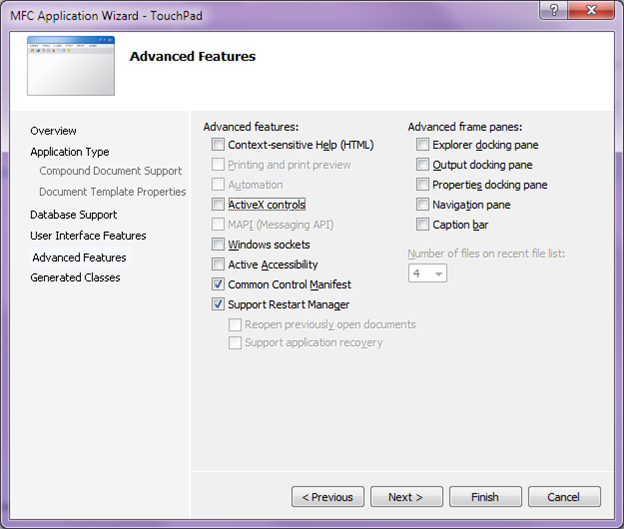 MFC Application Wizard - TouchPad
?
Advanced Features
Overview
Application Type
Compound Document Support
Document Template Properties
Database Support
User Interface Features
Advanced Features
Generated Classes
Advanced features:
Context-sensitive Help (HTML)
Printing and print preview
Automation
ActiveX controls
MAPI (Messaging API)
Windows sockets
Active Accessibility
Common Control Manifest
Support Restart Manager
Reopen previously open documents
Support application recovery
Advanced frame panes:
Explorer docking pane
Output docking pane
Properties docking pane
Navigation pane
Caption bar
Number of files on recent file list:
4
< Previous
Next >
Finish
Cancel